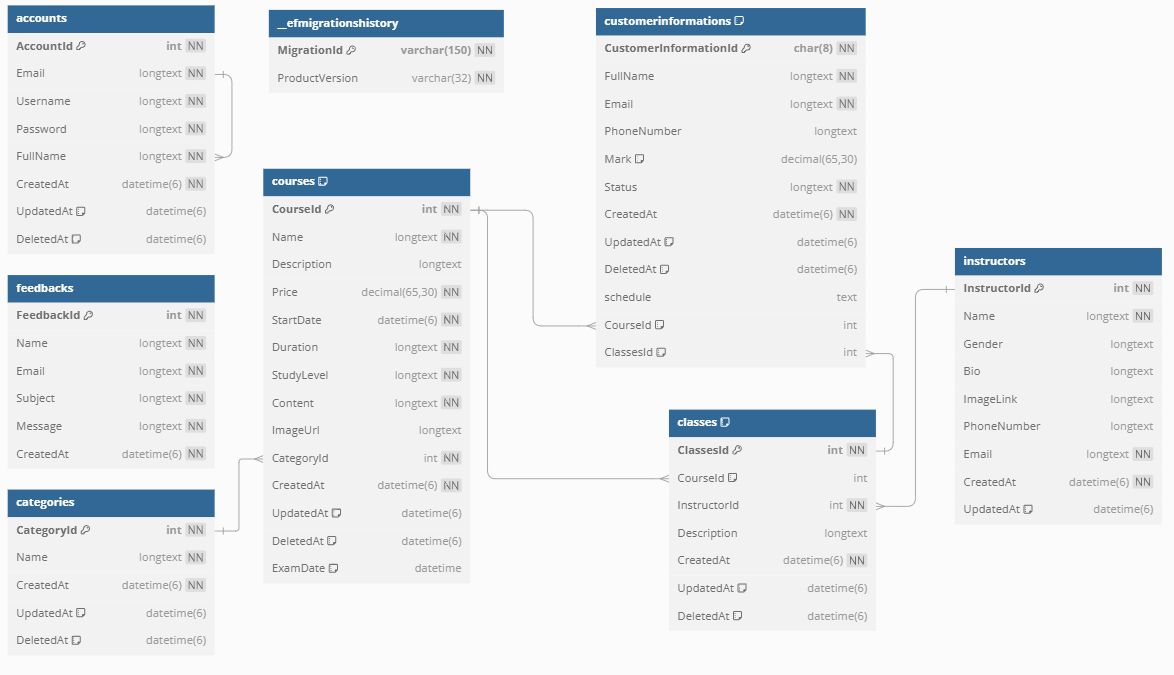 accounts
AccountId int NN
Email longtext NN
Username longtext NN
Password longtext NN
FullName longtext NN
CreatedAt datetime(6) NN
UpdatedAt datetime(6)
DeletedAt datetime(6)
__efmigrationshistory
MigrationId varchar(150) NN
ProductVersion varchar(32) NN
customerinformations
CustomerInformationId char(8) NN
FullName longtext NN
Email longtext NN
PhoneNumber longtext
Mark decimal(65,30)
Status longtext NN
CreatedAt datetime(6) NN
UpdatedAt datetime(6)
DeletedAt datetime(6)
schedule text
CourseId int
ClassesId int
courses
CourseId int NN
Name longtext NN
Description longtext
Price decimal(65,30) NN
StartDate datetime(6) NN
Duration longtext NN
StudyLevel longtext NN
Content longtext NN
ImageUrl longtext
CategoryId int NN
CreatedAt datetime(6) NN
UpdatedAt datetime(6)
DeletedAt datetime(6)
ExamDate datetime
instructors
InstructorId int NN
Name longtext NN
Gender longtext
Bio longtext
ImageLink longtext
PhoneNumber longtext
Email longtext NN
CreatedAt datetime(6) NN
UpdatedAt datetime(6)
feedbacks
FeedbackId int NN
Name longtext NN
Email longtext NN
Subject longtext NN
Message longtext NN
CreatedAt datetime(6) NN
classes
ClassesId int NN
CourseId int
InstructorId int NN
Description longtext
CreatedAt datetime(6) NN
UpdatedAt datetime(6)
DeletedAt datetime(6)
categories
CategoryId int NN
Name longtext NN
CreatedAt datetime(6) NN
UpdatedAt datetime(6)
DeletedAt datetime(6)